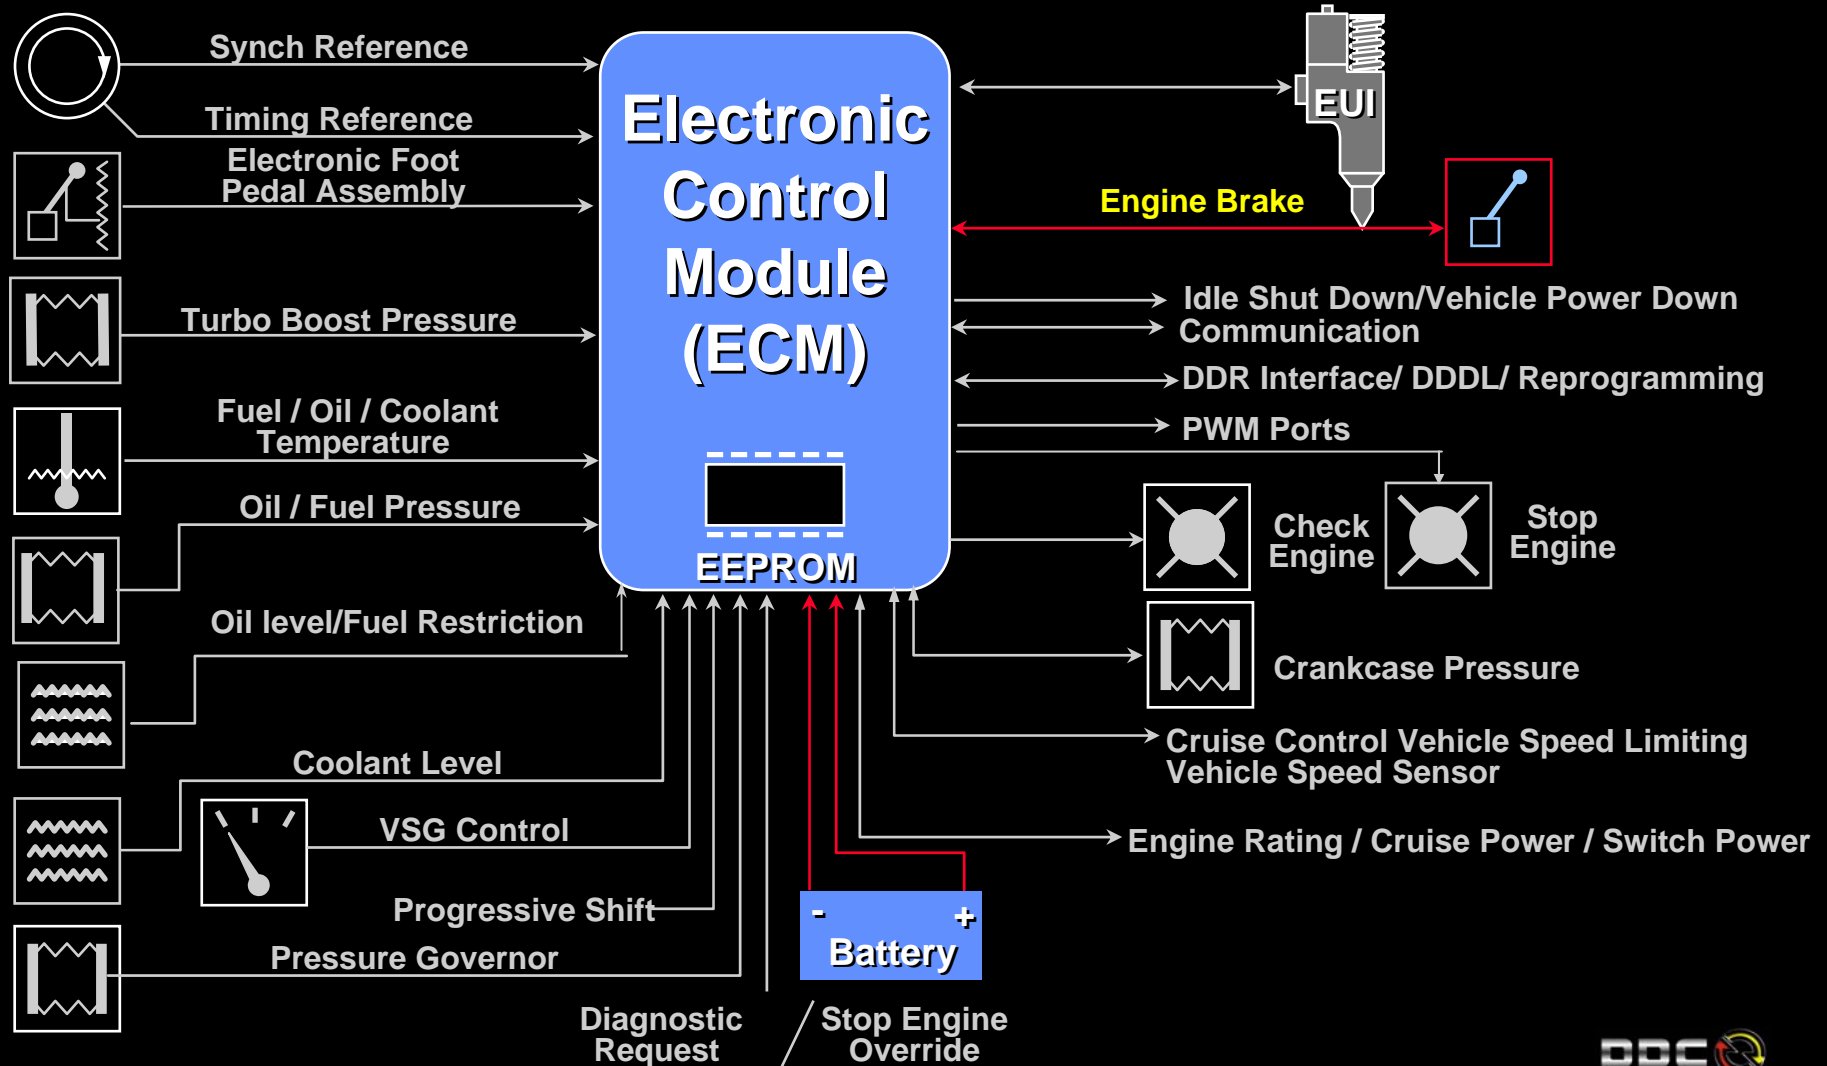 Synch Reference
Timing Reference
Electronic Foot
Pedal Assembly
Turbo Boost Pressure
Fuel / Oil / Coolant
Temperature
Oil / Fuel Pressure
Oil level/Fuel Restriction
Coolant Level
VSG Control
Progressive Shift
Pressure Governor
Diagnostic
Request
/
Stop Engine
Override
Electronic
Control
Module
(ECM)
EEPROM
- +
Battery
EUI
Engine Brake
Idle Shut Down/Vehicle Power Down
Communication
DDR Interface/ DDDL/ Reprogramming
PWM Ports
Check
Engine
Stop
Engine
Crankcase Pressure
Cruise Control Vehicle Speed Limiting
Vehicle Speed Sensor
Engine Rating / Cruise Power / Switch Power
DDC